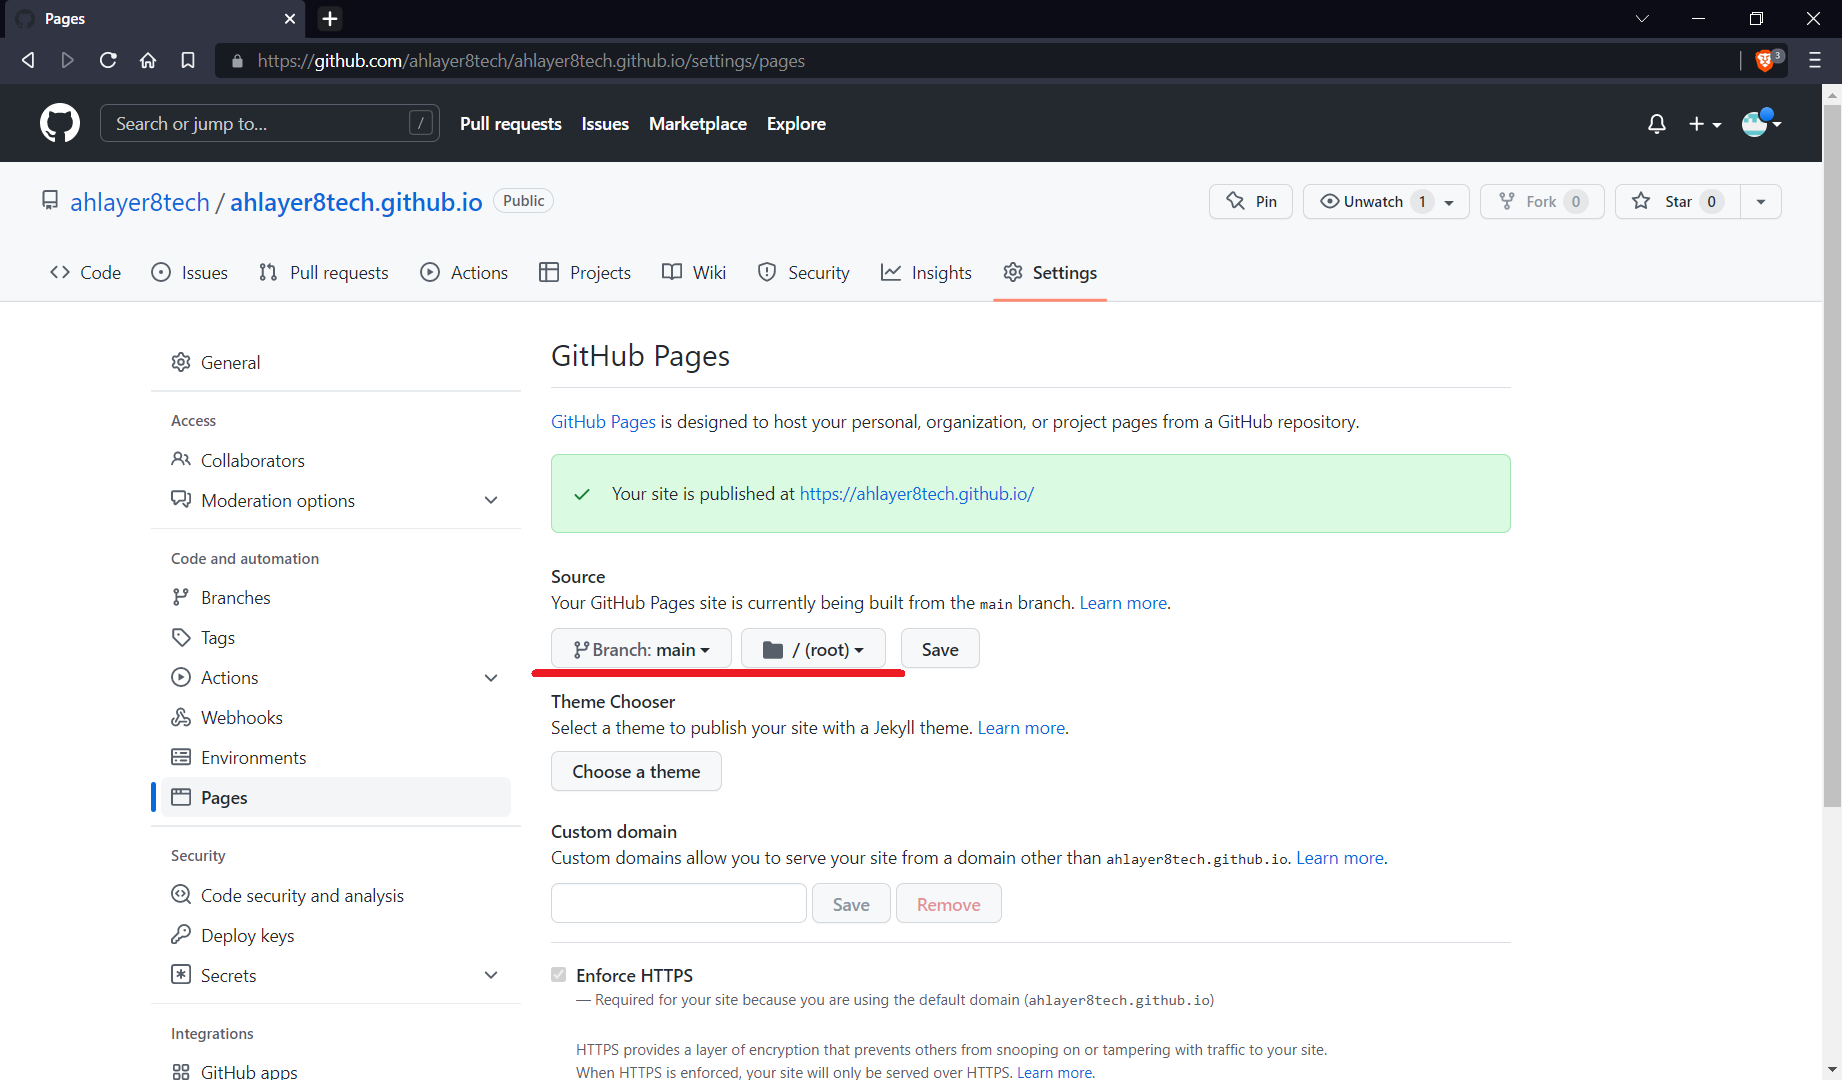 Pages
https://github.com/ahlayer8tech/ahlayer8tech.github.io/settings/pages
3
Search or jump to...
/
Pull requests
Issues
Marketplace
Explore
ahlayer8tech / ahlayer8tech.github.io
Public
Pin
Unwatch 1
Fork 0
Star 0
Code
Issues
Pull requests
Actions
Projects
Wiki
Security
Insights
Settings
General
Access
Collaborators
Moderation options
Code and automation
Branches
Tags
Actions
Webhooks
Environments
Pages
Security
Code security and analysis
Deploy keys
Secrets
Integrations
GitHub apps
GitHub Pages
GitHub Pages is designed to host your personal, organization, or project pages from a GitHub repository.
Your site is published at https://ahlayer8tech.github.io/
Source
Your GitHub Pages site is currently being built from the main branch. Learn more.
Branch: main
/ (root)
Save
Theme Chooser
Select a theme to publish your site with a Jekyll theme. Learn more.
Choose a theme
Custom domain
Custom domains allow you to serve your site from a domain other than ahlayer8tech.github.io. Learn more.
Save
Remove
Enforce HTTPS
— Required for your site because you are using the default domain (ahlayer8tech.github.io)
HTTPS provides a layer of encryption that prevents others from snooping on or tampering with traffic to your site.
When HTTPS is enforced, your site will only be served over HTTPS. Learn more.